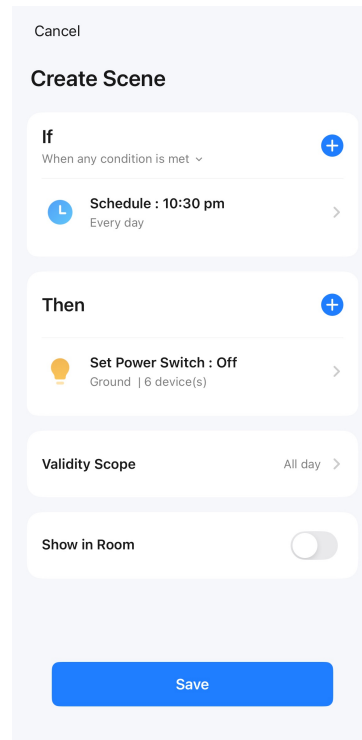 Cancel
Create Scene
If
When any condition is met
Schedule : 10:30 pm
Every day
Then
Set Power Switch : Off
Ground | 6 device(s)
Validity Scope All day
Show in Room
Save